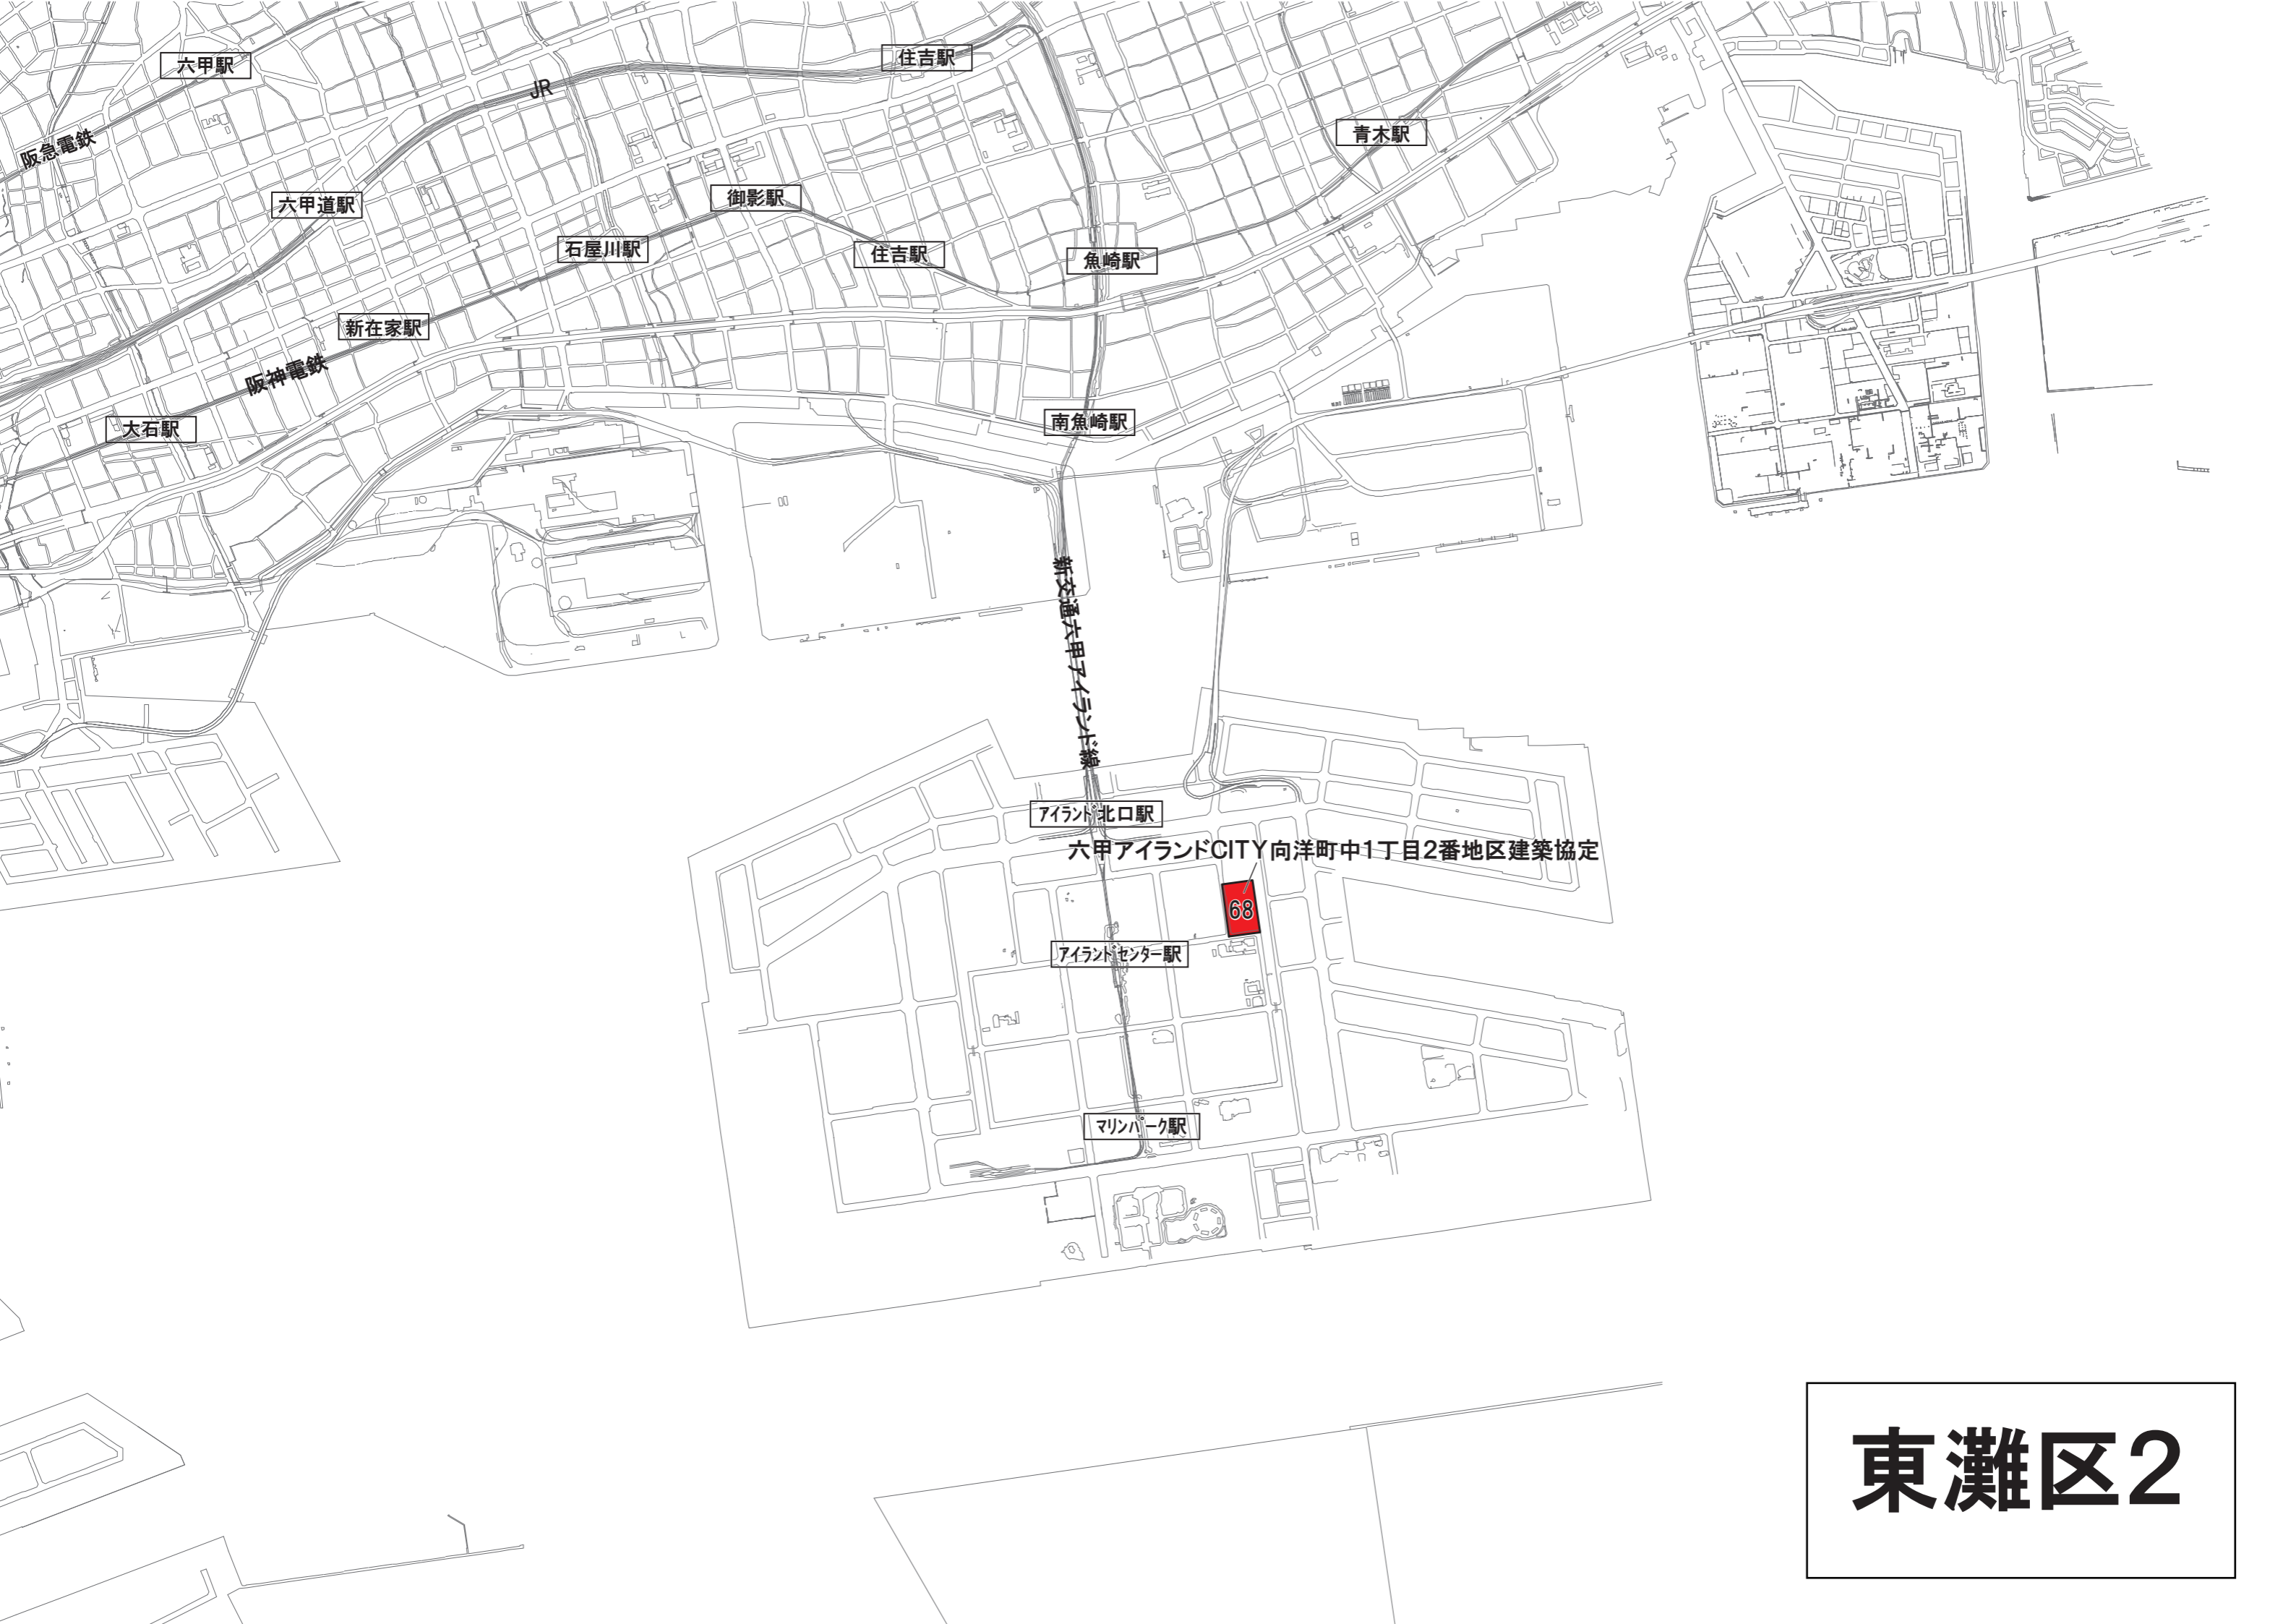 六甲駅
住吉駅
JR
青木駅
阪急電鉄
御影駅
六甲道駅
石屋川駅
住吉駅
魚崎駅
新在家駅
阪神電鉄
南魚崎駅
大石駅
新交通六甲アイランド線
アイランド北口駅
六甲アイランドCITY向洋町中1丁目2番地区建築協定
68
アイランドセンター駅
マリンパーク駅
東灘区2